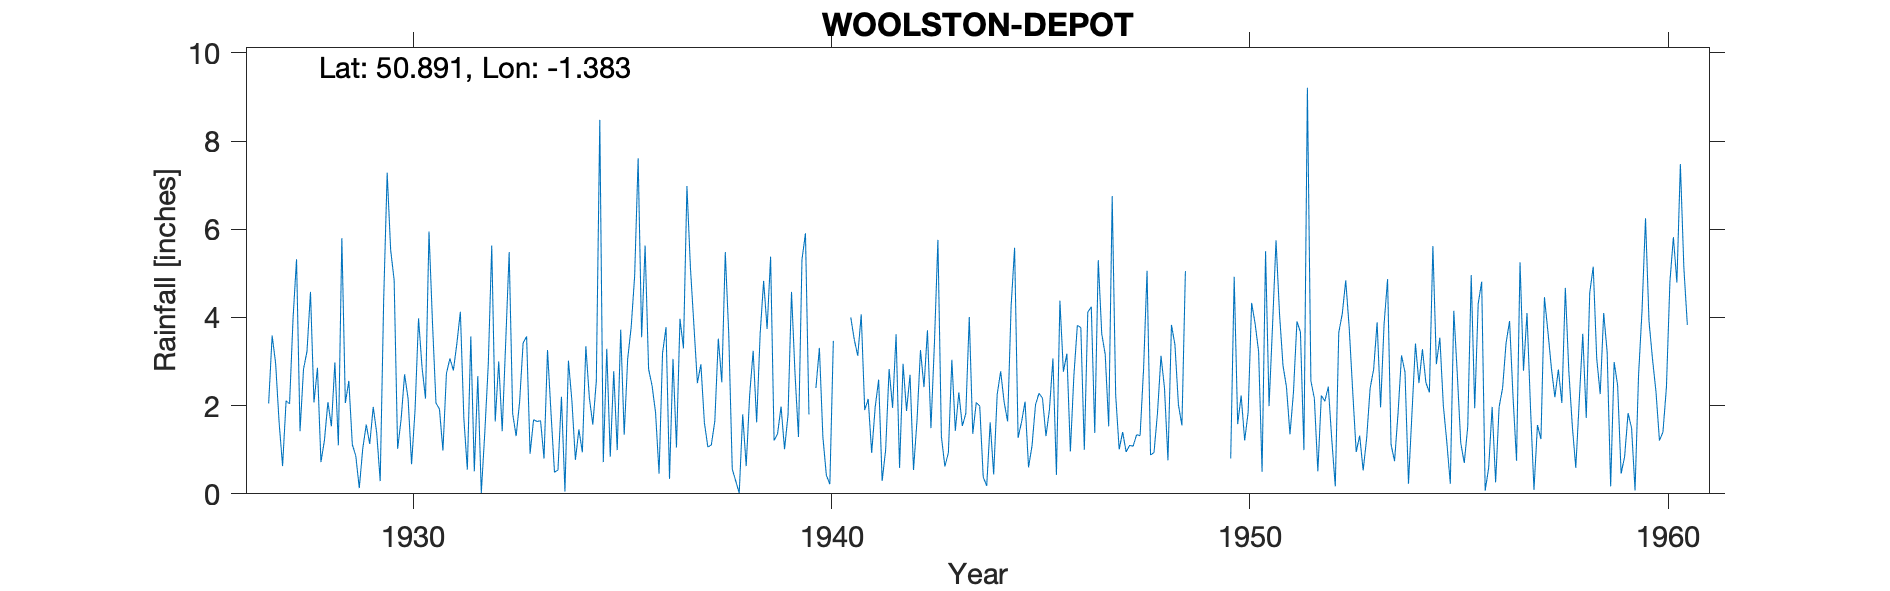 WOOLSTON-DEPOT
Lat: 50.891, Lon: -1.383
Rainfall [inches]
10
8
6
4
2
0
1930
1940
1950
1960
Year